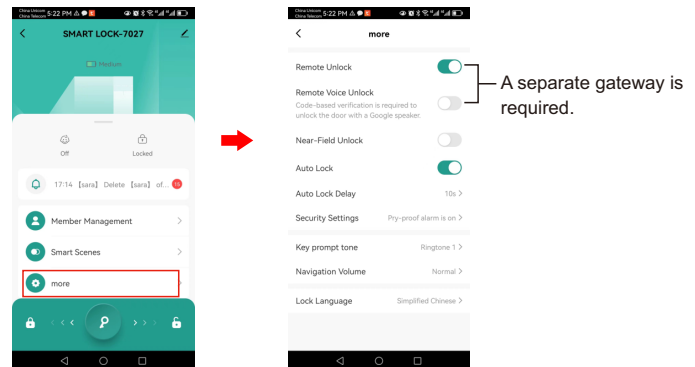 China Unicom
China Telecom
5:22 PM
SMART LOCK-7027
Medium
Off
Locked
17:14 【sara】 Delete 【sara】 of... 15
Member Management
Smart Scenes
more
China Unicom
China Telecom
5:22 PM
more
Remote Unlock
Remote Voice Unlock
Code-based verification is required to
unlock the door with a Google speaker.
Near-Field Unlock
Auto Lock
Auto Lock Delay 10s
Security Settings Pry-proof alarm is on
Key prompt tone Ringtone 1
Navigation Volume Normal
Lock Language Simplified Chinese
A separate gateway is
required.